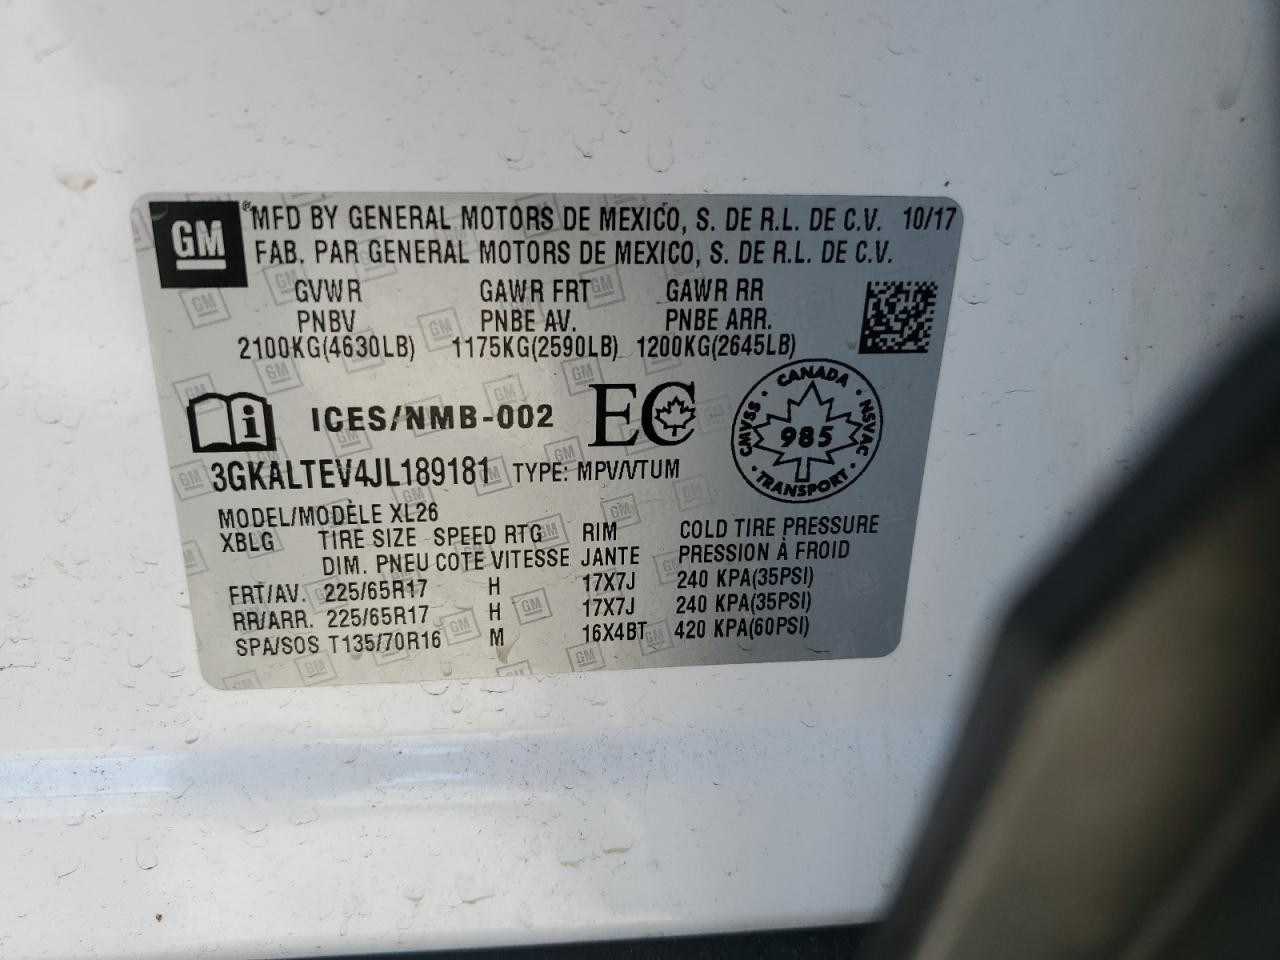 GM
® MFD BY GENERAL MOTORS DE MEXICO, S. DE R.L. DE C.V. 10/17
FAB. PAR GENERAL MOTORS DE MEXICO, S. DE R.L. DE C.V.
GVWR GAWR FRT GAWR RR
PNBV PNBE AV. PNBE ARR.
2100KG(4630LB) 1175KG(2590LB) 1200KG(2645LB)
i ICES/NMB-002 EC
CANADA
CMVSS 985 NSVAC
TRANSPORT
3GKALTEV4JL189181 TYPE: MPV/VTUM
MODEL/MODÈLE XL26
XBLG TIRE SIZE SPEED RTG RIM COLD TIRE PRESSURE
DIM. PNEU COTE VITESSE JANTE PRESSION À FROID
FRT/AV. 225/65R17 H 17X7J 240 KPA(35PSI)
RR/ARR. 225/65R17 H 17X7J 240 KPA(35PSI)
SPA/SOS T135/70R16 M 16X4BT 420 KPA(60PSI)